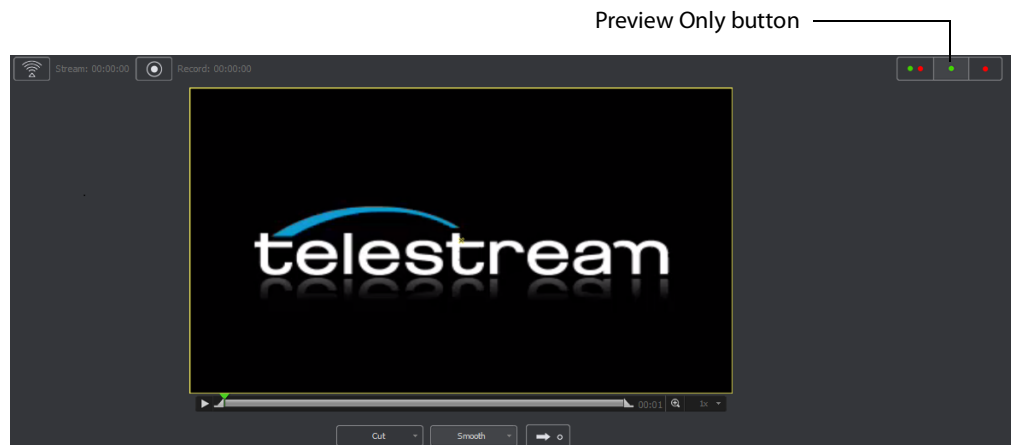 Preview Only button
Stream: 00:00:00 Record: 00:00:00
telestream
00:01 1x
Cut Smooth